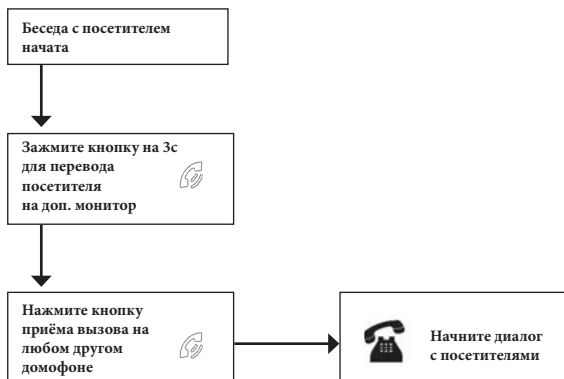 Беседа с посетителем
начата
Зажмите кнопку на 3с
для перевода
посетителя
на доп. монитор
Нажмите кнопку
приёма вызова на
любом другом
домофоне
Начните диалог
с посетителями